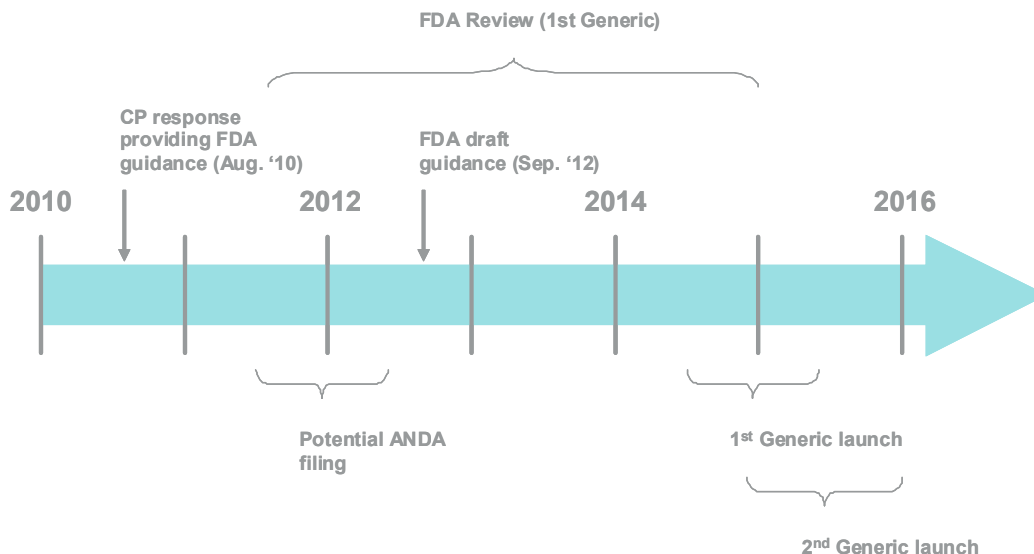 FDA Review (1st Generic)
CP response
providing FDA
guidance (Aug. ‘10)
FDA draft
guidance (Sep. ‘12)
2010
2012
2014
2016
Potential ANDA
filing
1st Generic launch
2nd Generic launch